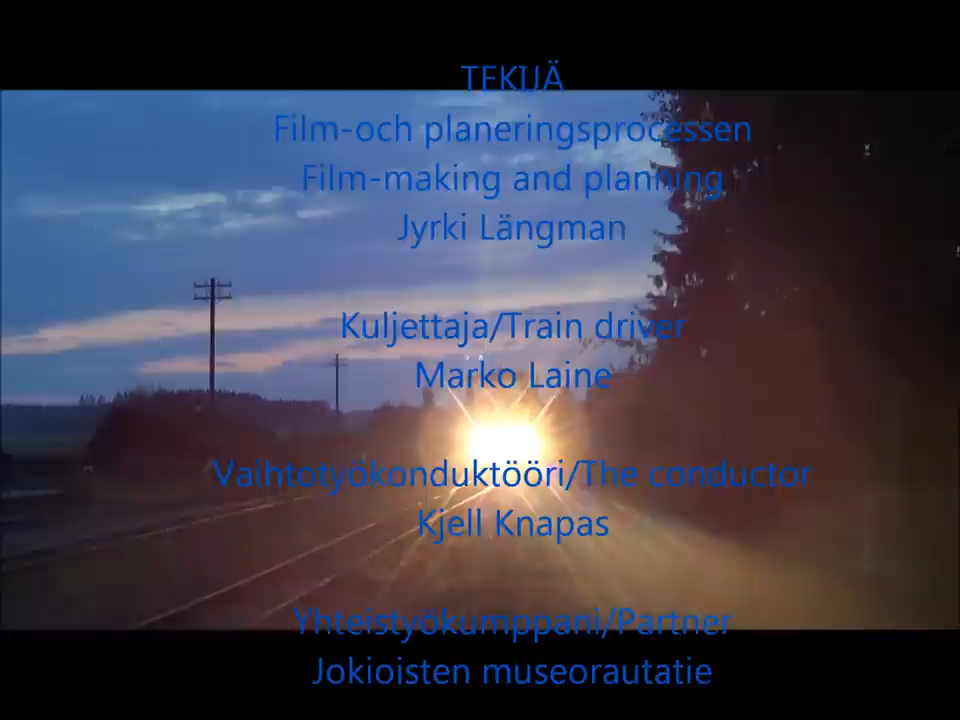 TEKIJÄ
Film-och planeringsprocessen
Film-making and planning
Jyrki Längman
Kuljettaja/Train driver
Marko Laine
Vaihtotyökonduktööri/The conductor
Kjell Knapas
Yhteistyökumppani/Partner
Jokioisten museorautatie